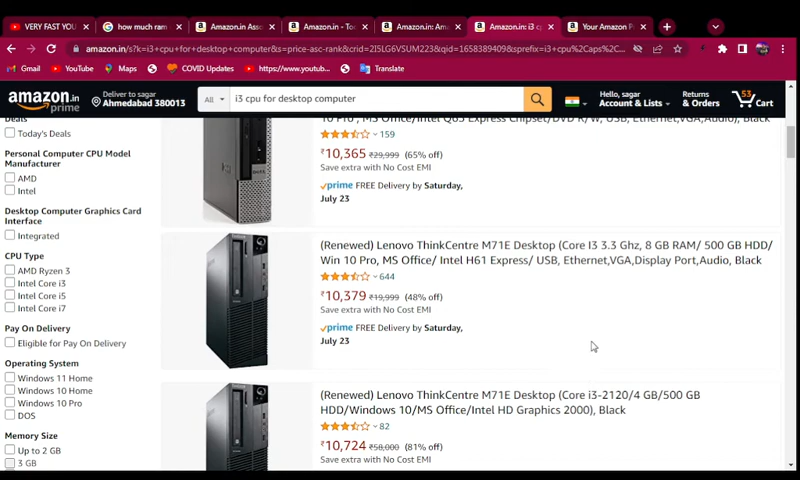 VERY FAST YOU
how much ram
Amazon.in Asso
Amazon.in - Too
Amazon.in: Am
Amazon.in: i3 c
Your Amazon P
amazon.in/s?k=i3+cpu+for+desktop+computer&s=price-asc-rank&crid=2I5LG6VSUM223&qid=1658389409&sprefix=i3+cpu%2Caps%2C...
Gmail
YouTube
Maps
COVID Updates
https://www.youtub...
Translate
amazon.in
prime
Deliver to sagar
Ahmedabad 380013
All
i3 cpu for desktop computer
Hello, sagar
Account & Lists
Returns
& Orders
53
Cart
Deals
Today's Deals
Personal Computer CPU Model
Manufacturer
AMD
Intel
Desktop Computer Graphics Card
Interface
Integrated
CPU Type
AMD Ryzen 3
Intel Core i3
Intel Core i5
Intel Core i7
Pay On Delivery
Eligible for Pay On Delivery
Operating System
Windows 11 Home
Windows 10 Home
Windows 10 Pro
DOS
Memory Size
Up to 2 GB
3 GB
10 Pro , MS Office/Intel Q65 Express Chipset/DVD R/W, USB, Ethernet,VGA,Audio), Black
159
₹10,365 ₹29,999 (65% off)
Save extra with No Cost EMI
prime FREE Delivery by Saturday,
July 23
(Renewed) Lenovo ThinkCentre M71E Desktop (Core I3 3.3 Ghz, 8 GB RAM/ 500 GB HDD/
Win 10 Pro, MS Office/ Intel H61 Express/ USB, Ethernet,VGA,Display Port,Audio, Black
644
₹10,379 ₹19,999 (48% off)
Save extra with No Cost EMI
prime FREE Delivery by Saturday,
July 23
(Renewed) Lenovo ThinkCentre M71E Desktop (Core i3-2120/4 GB/500 GB
HDD/Windows 10/MS Office/Intel HD Graphics 2000), Black
82
₹10,724 ₹58,000 (81% off)
Save extra with No Cost EMI